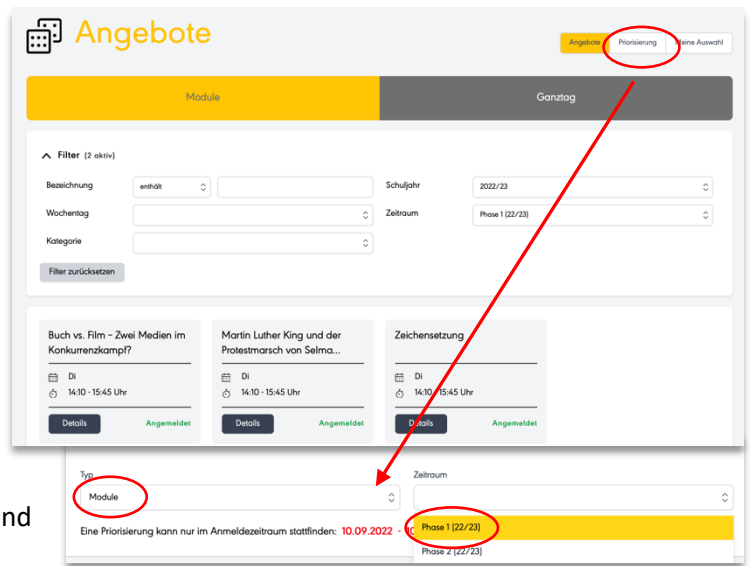 Angebote
Angebote Priorisierung Meine Auswahl
Module Ganztag
Filter (2 aktiv)
Bezeichnung enthält Schuljahr 2022/23
Wochentag Zeitraum Phase 1 (22/23)
Kategorie
Filter zurücksetzen
Buch vs. Film – Zwei Medien im Konkurrenzkampf?
Di
14:10 - 15:45 Uhr
Details Angemeldet
Martin Luther King und der Protestmarsch von Selma...
Di
14:10 - 15:45 Uhr
Details Angemeldet
Zeichensetzung
Di
14:10 - 15:45 Uhr
Details Angemeldet
Typ Zeitraum
Module
nd
Eine Priorisierung kann nur im Anmeldezeitraum stattfinden: 10.09.2022 -
Phase 1 (22/23)
Phase 2 (22/23)